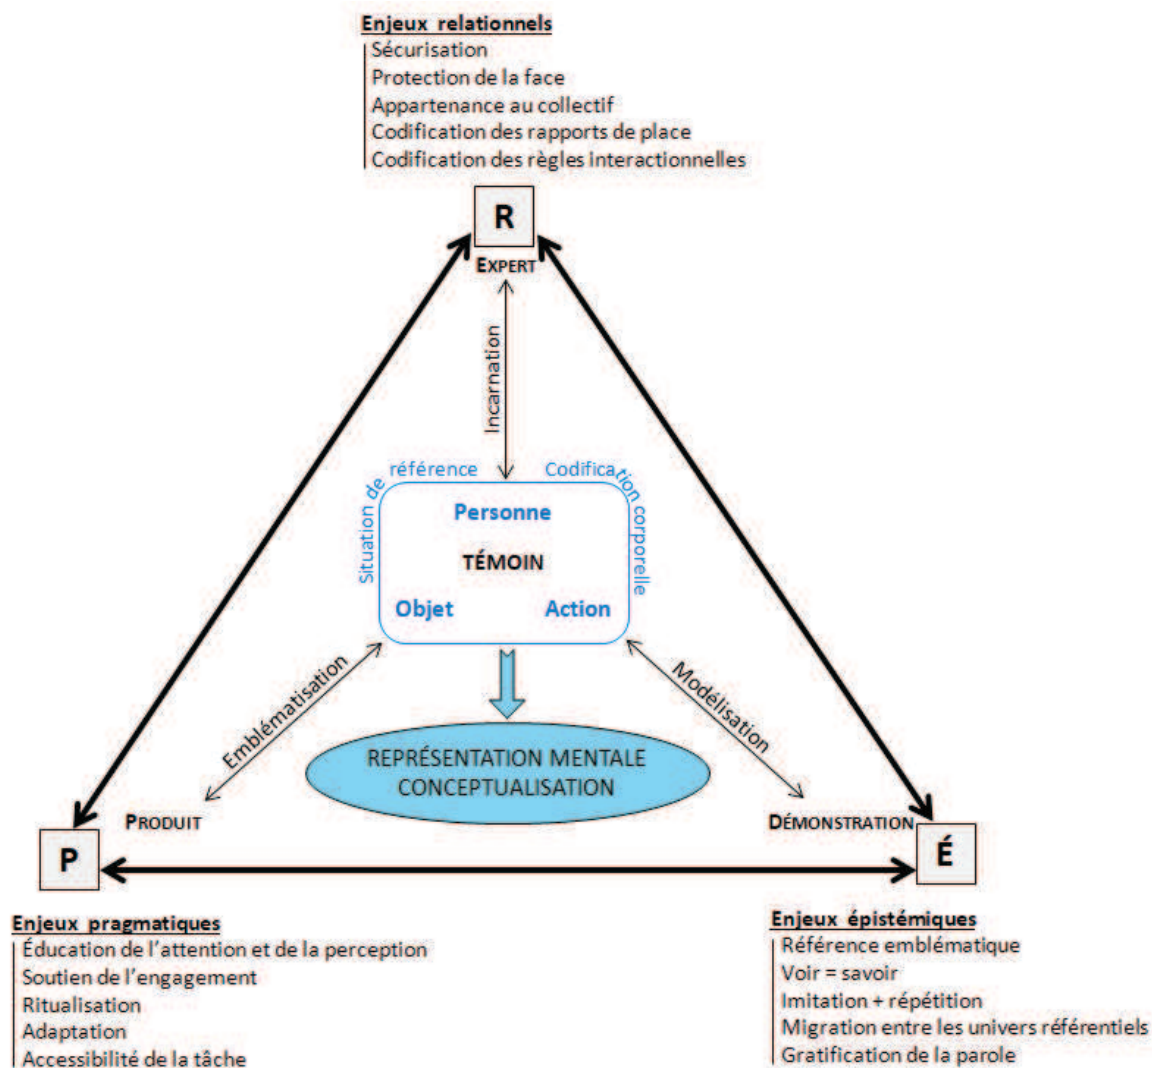 Enjeux relationnels
Sécurisation
Protection de la face
Appartenance au collectif
Codification des rapports de place
Codification des règles interactionnelles
R
EXPERT
Incarnation
Situation de référence
Codification corporelle
Personne
TÉMOIN
Objet
Action
Emblématisation
Modélisation
REPRÉSENTATION MENTALE
CONCEPTUALISATION
PRODUIT
DÉMONSTRATION
P
É
Enjeux pragmatiques
Éducation de l'attention et de la perception
Soutien de l'engagement
Ritualisation
Adaptation
Accessibilité de la tâche
Enjeux épistémiques
Référence emblématique
Voir = savoir
Imitation + répétition
Migration entre les univers référentiels
Gratification de la parole